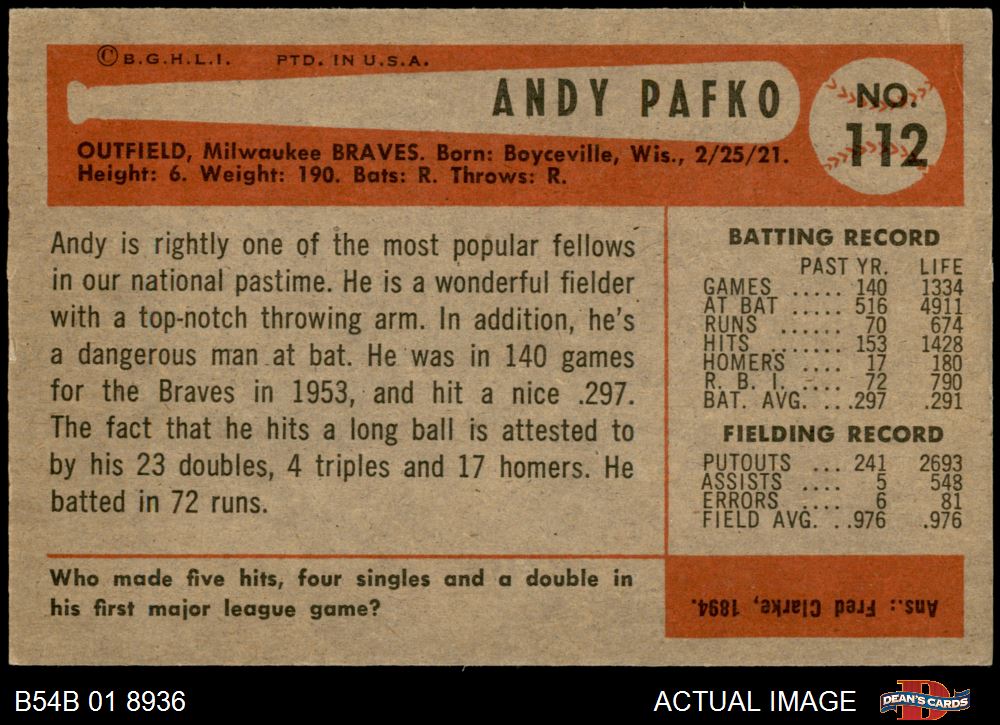 ©B.G.H.L.I. PTD. IN U.S.A.
ANDY PAFKO
NO.
112
OUTFIELD, Milwaukee BRAVES. Born: Boyceville, Wis., 2/25/21.
Height: 6. Weight: 190. Bats: R. Throws: R.
Andy is rightly one of the most popular fellows
in our national pastime. He is a wonderful fielder
with a top-notch throwing arm. In addition, he's
a dangerous man at bat. He was in 140 games
for the Braves in 1953, and hit a nice .297.
The fact that he hits a long ball is attested to
by his 23 doubles, 4 triples and 17 homers. He
batted in 72 runs.
BATTING RECORD
PAST YR. LIFE
GAMES ..... 140 1334
AT BAT ..... 516 4911
RUNS ...... 70 674
HITS ........ 153 1428
HOMERS .... 17 180
R. B. I. ..... 72 790
BAT. AVG. ...297 .291
FIELDING RECORD
PUTOUTS ... 241 2693
ASSISTS .... 5 548
ERRORS .... 6 81
FIELD AVG. ..976 .976
Who made five hits, four singles and a double in
his first major league game?
Ans.: Fred Clarke, 1894.
B54B 01 8936
ACTUAL IMAGE
DEAN'S CARDS